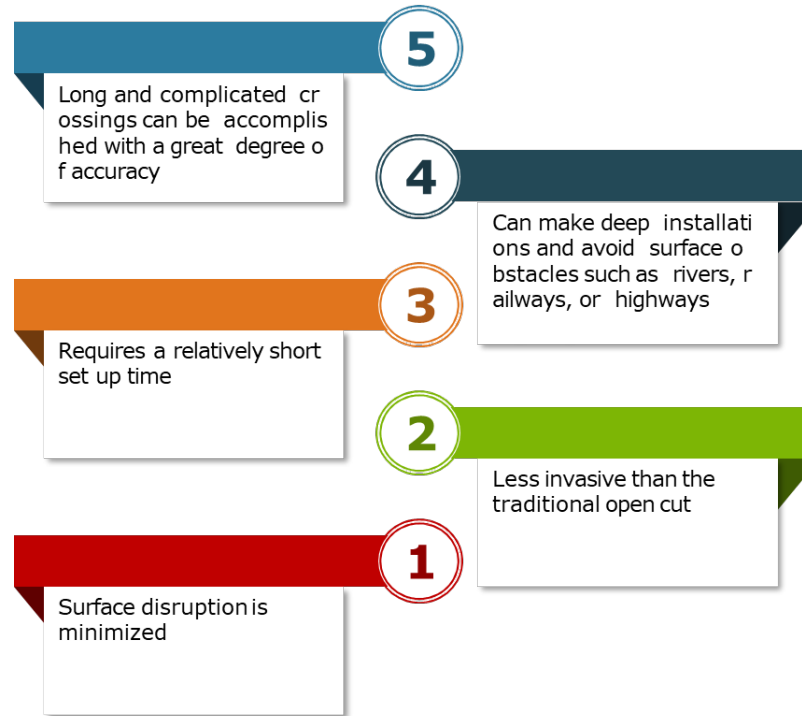 5
Long and complicated cr
ossings can be accomplis
hed with a great degree o
f accuracy
4
Can make deep installati
ons and avoid surface o
bstacles such as rivers, r
ailways, or highways
3
Requires a relatively short
set up time
2
Less invasive than the
traditional open cut
1
Surface disruption is
minimized